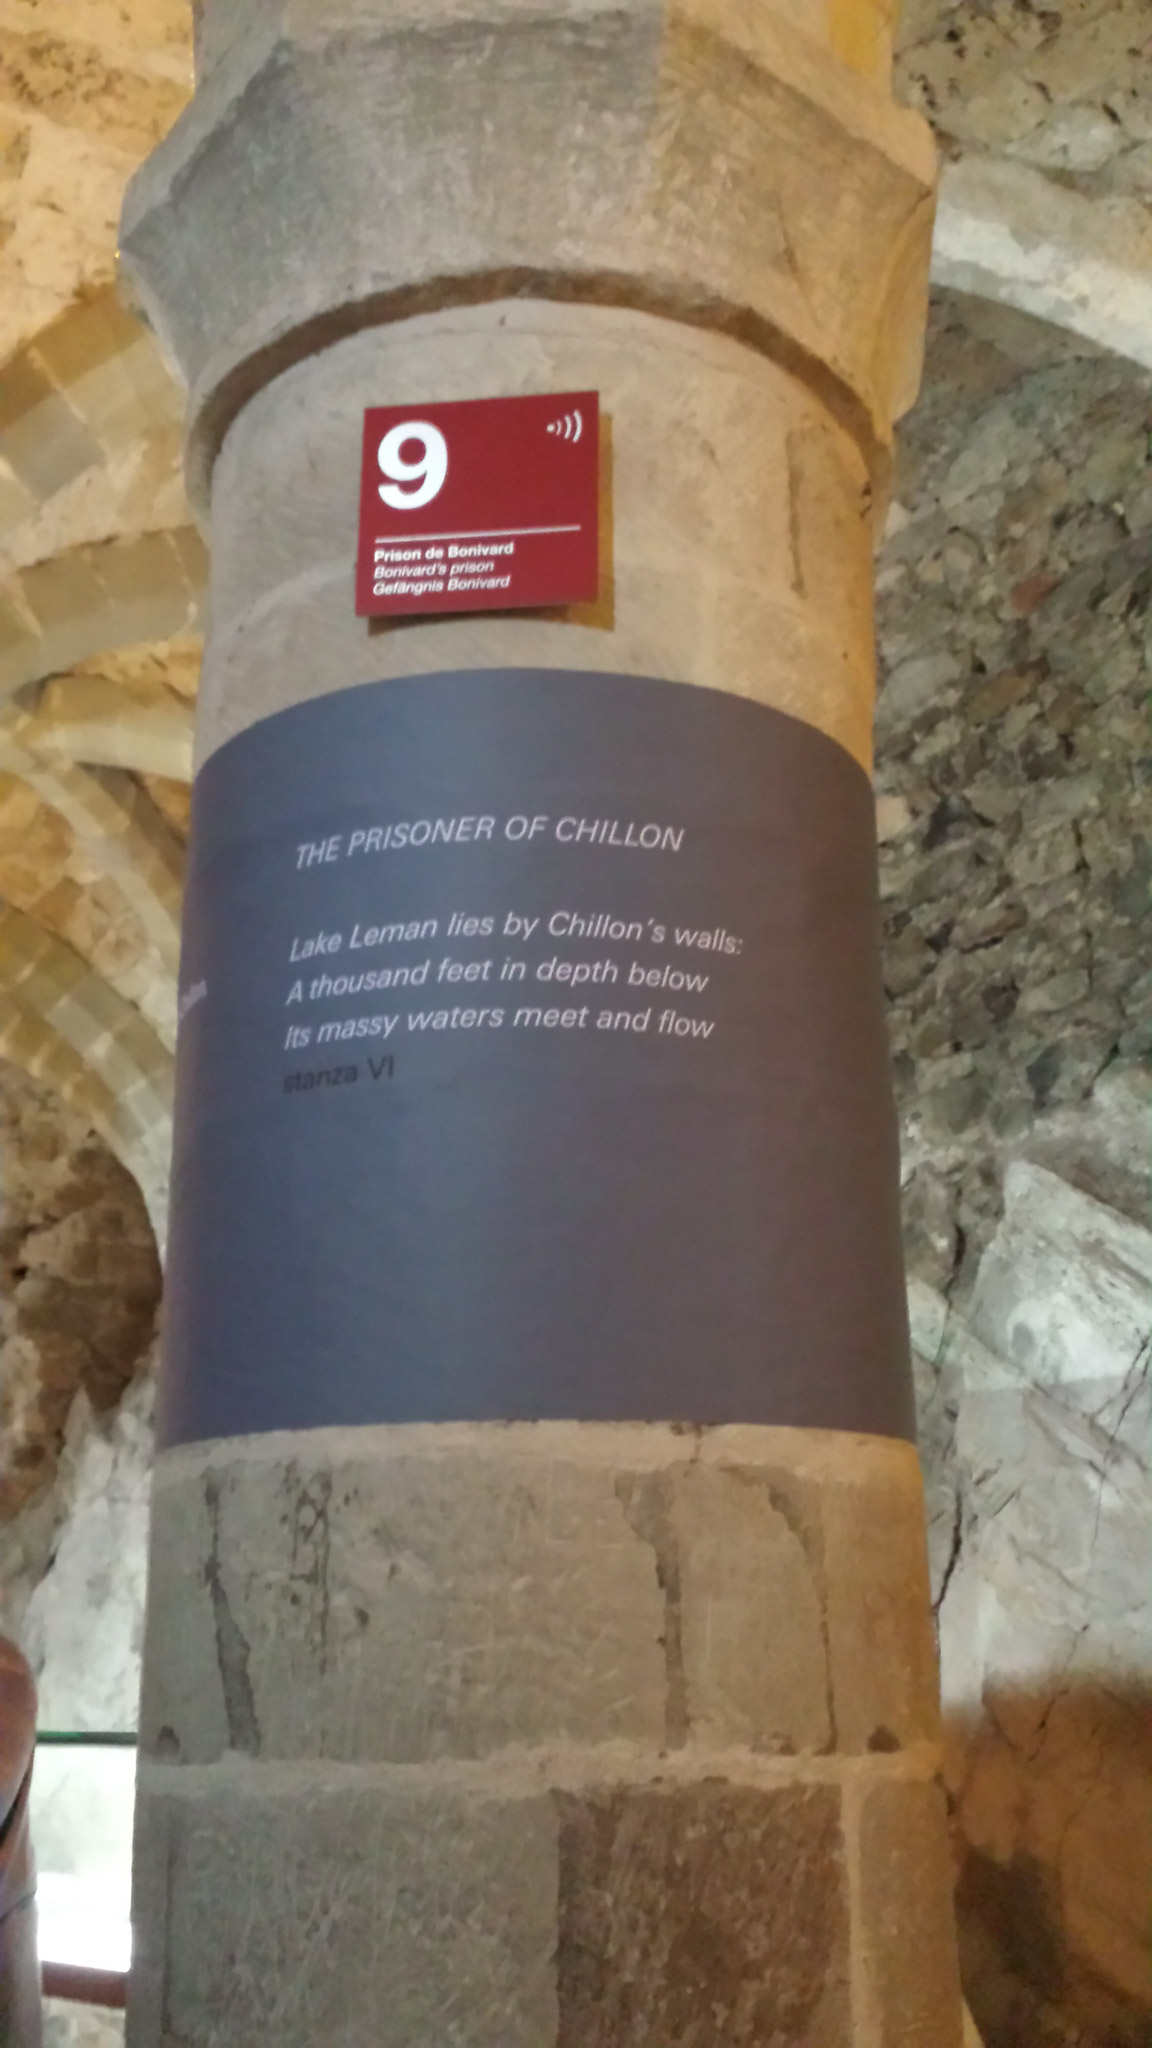 9
Prison de Bonivard
Bonivard's prison
Gefängnis Bonivard
THE PRISONER OF CHILLON
Lake Leman lies by Chillon's walls:
A thousand feet in depth below
Its massy waters meet and flow
stanza VI